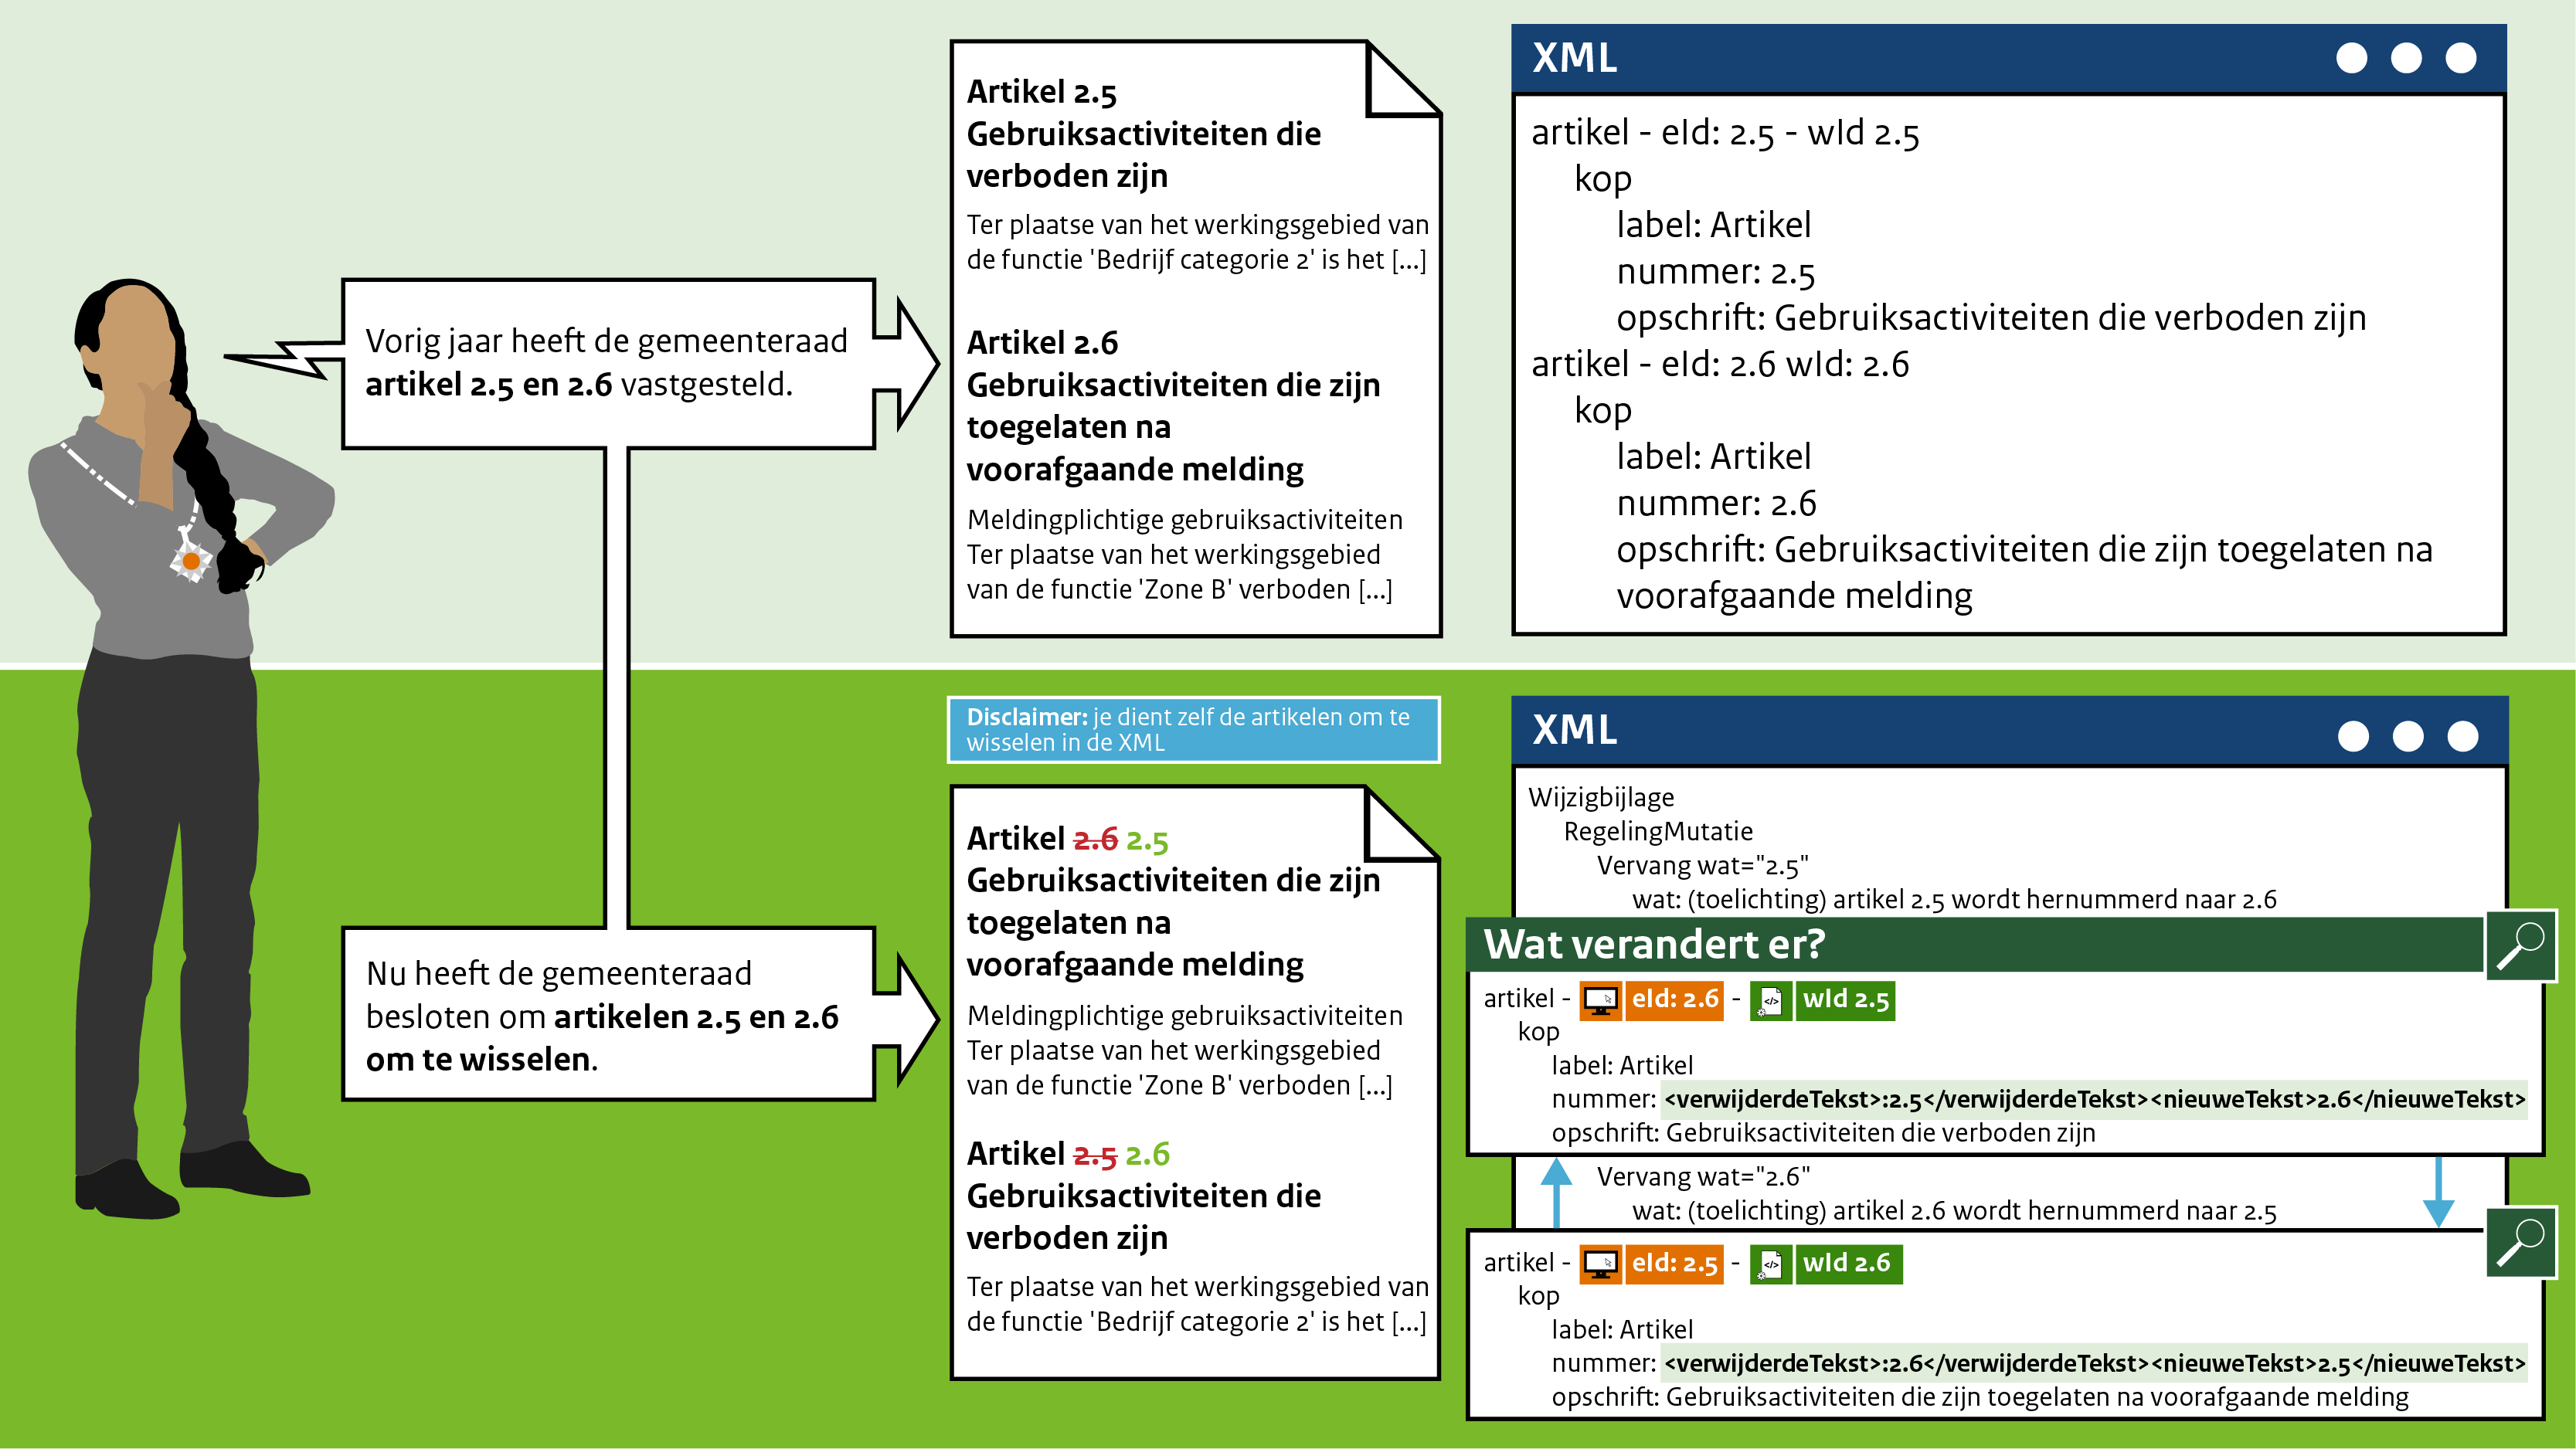 Vorig jaar heeft de gemeenteraad
artikel 2.5 en 2.6 vastgesteld.
Artikel 2.5
Gebruiksactiviteiten die
verboden zijn
Ter plaatse van het werkingsgebied van
de functie 'Bedrijf categorie 2' is het [...]
Artikel 2.6
Gebruiksactiviteiten die zijn
toegelaten na
voorafgaande melding
Meldingplichtige gebruiksactiviteiten
Ter plaatse van het werkingsgebied
van de functie 'Zone B' verboden [...]
XML
artikel - eId: 2.5 - wId 2.5
kop
label: Artikel
nummer: 2.5
opschrift: Gebruiksactiviteiten die verboden zijn
artikel - eId: 2.6 wId: 2.6
kop
label: Artikel
nummer: 2.6
opschrift: Gebruiksactiviteiten die zijn toegelaten na
voorafgaande melding
Nu heeft de gemeenteraad
besloten om artikelen 2.5 en 2.6
om te wisselen.
Disclaimer: je dient zelf de artikelen om te
wisselen in de XML
Artikel 2.6 2.5
Gebruiksactiviteiten die zijn
toegelaten na
voorafgaande melding
Meldingplichtige gebruiksactiviteiten
Ter plaatse van het werkingsgebied
van de functie 'Zone B' verboden [...]
Artikel 2.5 2.6
Gebruiksactiviteiten die
verboden zijn
Ter plaatse van het werkingsgebied van
de functie 'Bedrijf categorie 2' is het [...]
XML
Wijzigbijlage
RegelingMutatie
Vervang wat="2.5"
wat: (toelichting) artikel 2.5 wordt hernummerd naar 2.6
Wat verandert er?
artikel - eId: 2.6 - </> wId 2.5
kop
label: Artikel
nummer: <verwijderdeTekst>:2.5</verwijderdeTekst><nieuweTekst>2.6</nieuweTekst>
opschrift: Gebruiksactiviteiten die verboden zijn
Vervang wat="2.6"
wat: (toelichting) artikel 2.6 wordt hernummerd naar 2.5
artikel - eId: 2.5 - </> wId 2.6
kop
label: Artikel
nummer: <verwijderdeTekst>:2.6</verwijderdeTekst><nieuweTekst>2.5</nieuweTekst>
opschrift: Gebruiksactiviteiten die zijn toegelaten na voorafgaande melding